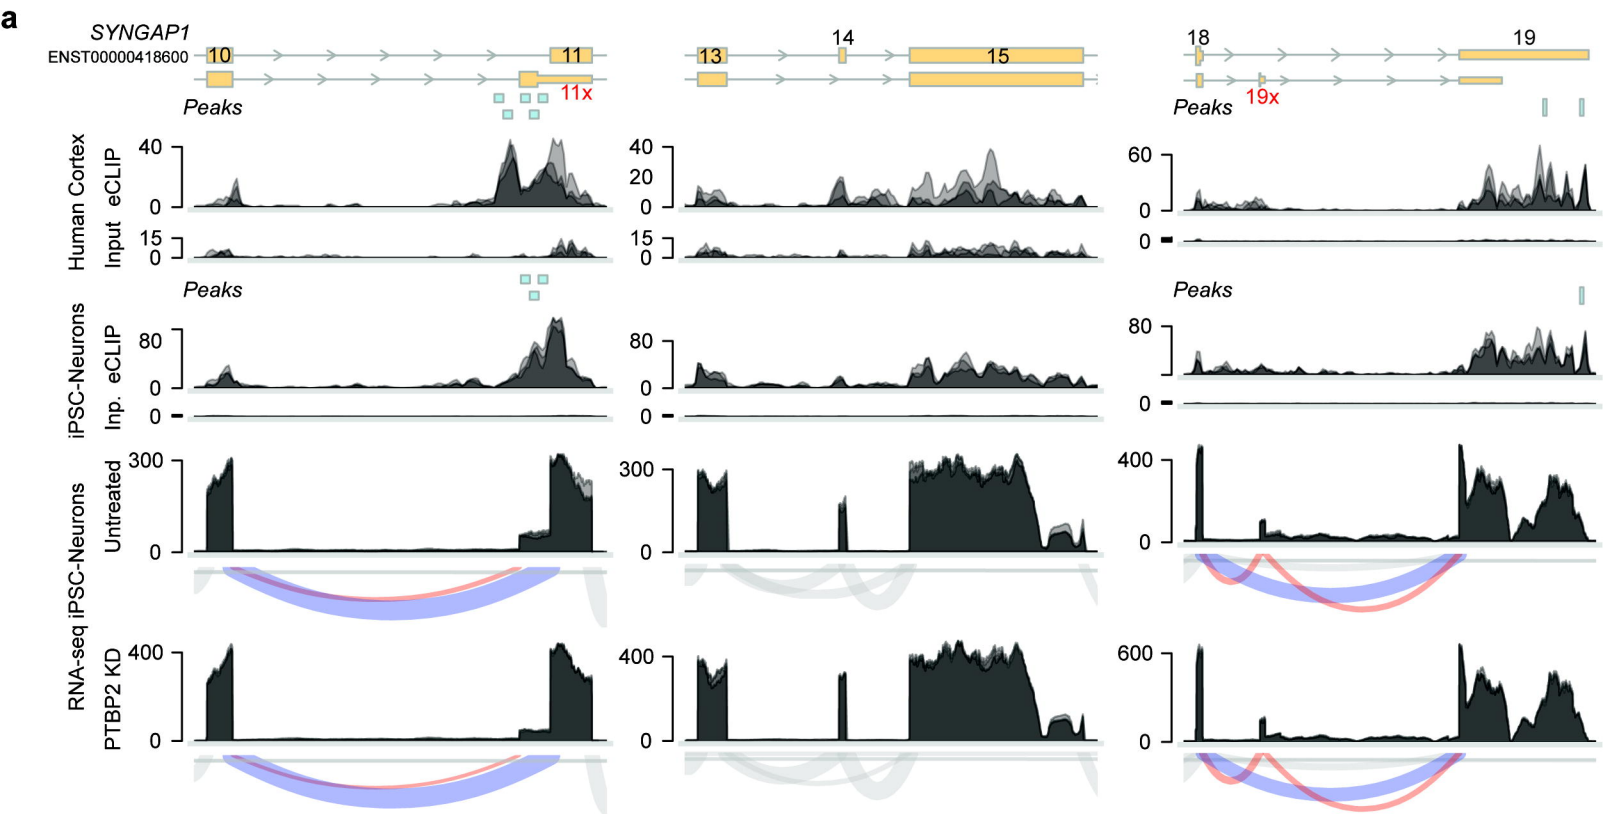 a
SYNGAP1
ENST00000418600
10 11 13 14 15 18 19
11x 19x
Peaks Peaks
Human Cortex
eCLIP
40 0 40 20 0 60 0
Input
15 0 15 0 0
Peaks Peaks
iPSC-Neurons
eCLIP
80 0 80 0 80 0
Inp.
0 0 0
RNA-seq iPSC-Neurons
Untreated
300 0 300 0 400 0
PTBP2 KD
400 0 400 0 600 0